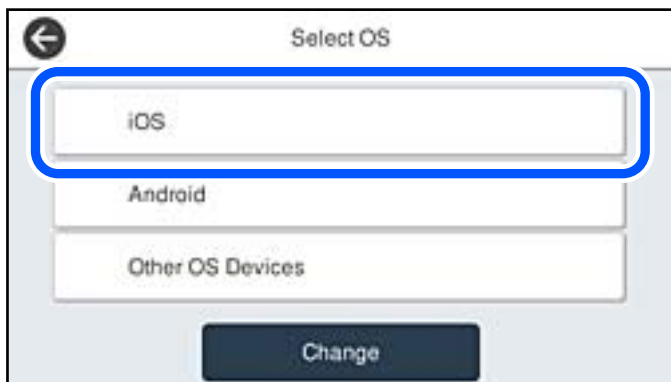 Select OS
iOS
Android
Other OS Devices
Change